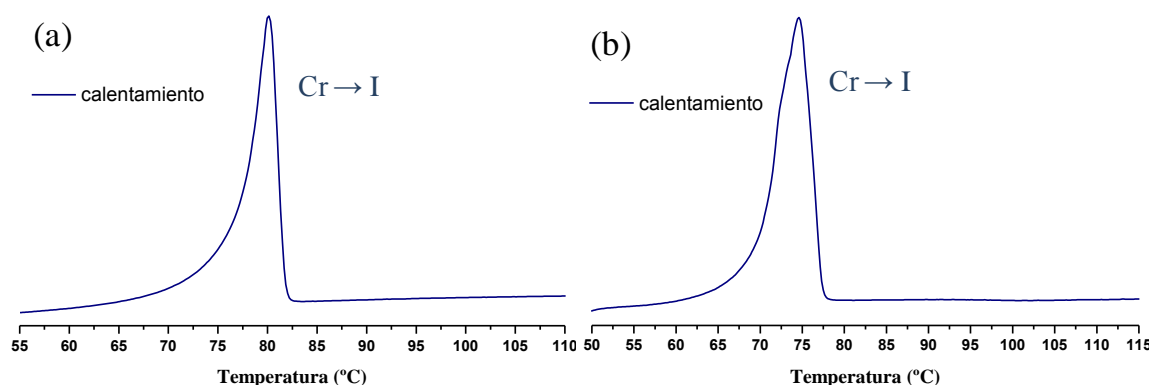 (a)
calentamiento
Cr → I
55 60 65 70 75 80 85 90 95 100 105 110
Temperatura (ºC)
(b)
calentamiento
Cr → I
50 55 60 65 70 75 80 85 90 95 100 105 110 115
Temperatura (ºC)